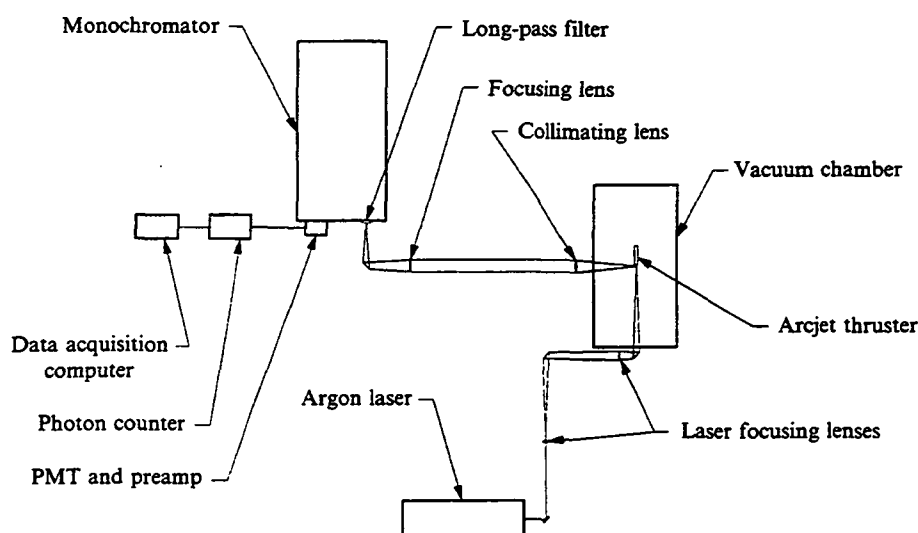 Monochromator
Long-pass filter
Focusing lens
Collimating lens
Vacuum chamber
Arcjet thruster
Data acquisition
computer
Argon laser
Photon counter
Laser focusing lenses
PMT and preamp